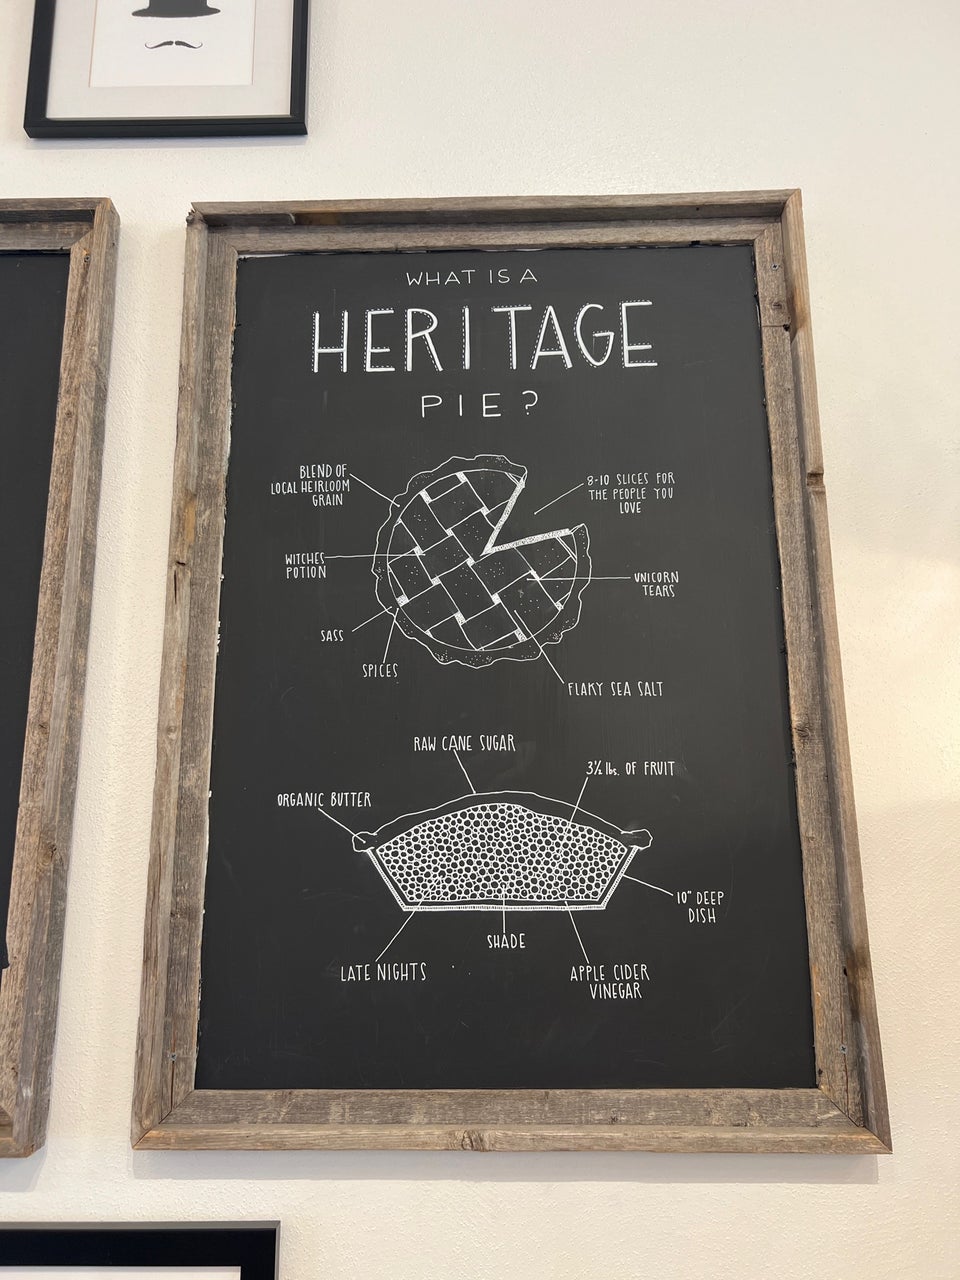 WHAT IS A
HERITAGE
PIE?
BLEND OF
LOCAL HEIRLOOM
GRAIN
8-10 SLICES FOR
THE PEOPLE YOU
LOVE
WITCHES
POTION
UNICORN
TEARS
SASS
SPICES
FLAKY SEA SALT
RAW CANE SUGAR
3½ lbs. OF FRUIT
ORGANIC BUTTER
10" DEEP
DISH
SHADE
LATE NIGHTS
APPLE CIDER
VINEGAR